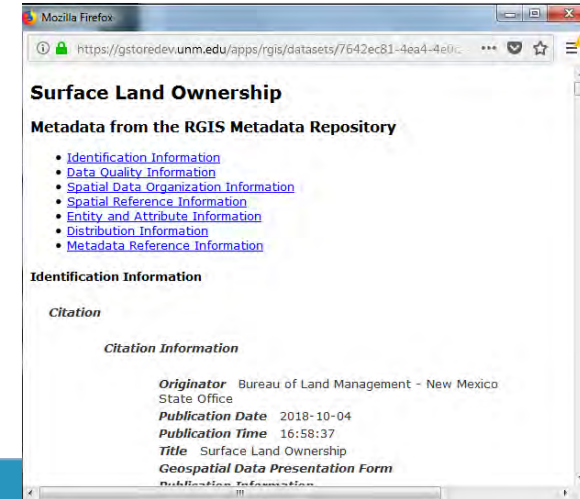 Mozilla Firefox
https://gstoredev.unm.edu/apps/rgis/datasets/7642ec81-4ea4-4e0c
Surface Land Ownership
Metadata from the RGIS Metadata Repository
Identification Information
Data Quality Information
Spatial Data Organization Information
Spatial Reference Information
Entity and Attribute Information
Distribution Information
Metadata Reference Information
Identification Information
Citation
Citation Information
Originator Bureau of Land Management - New Mexico
State Office
Publication Date 2018-10-04
Publication Time 16:58:37
Title Surface Land Ownership
Geospatial Data Presentation Form
Publication Information